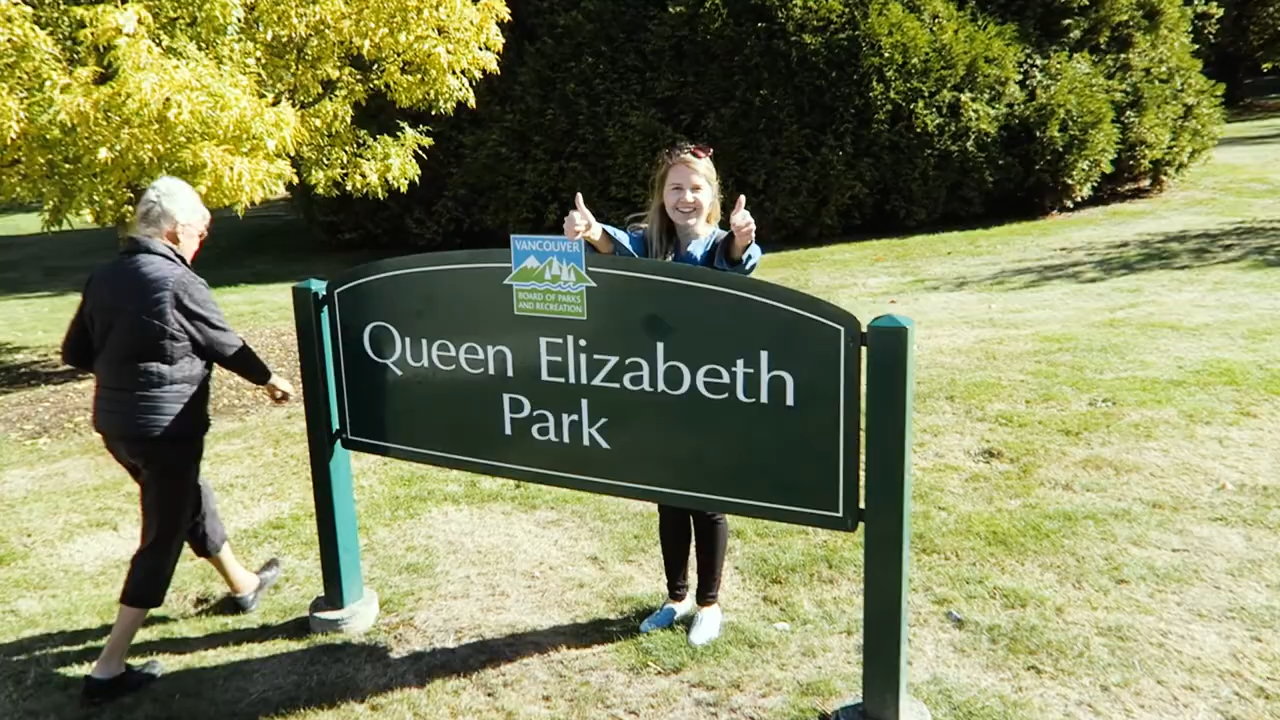 VANCOUVER
BOARD OF PARKS
AND RECREATION
Queen Elizabeth
Park